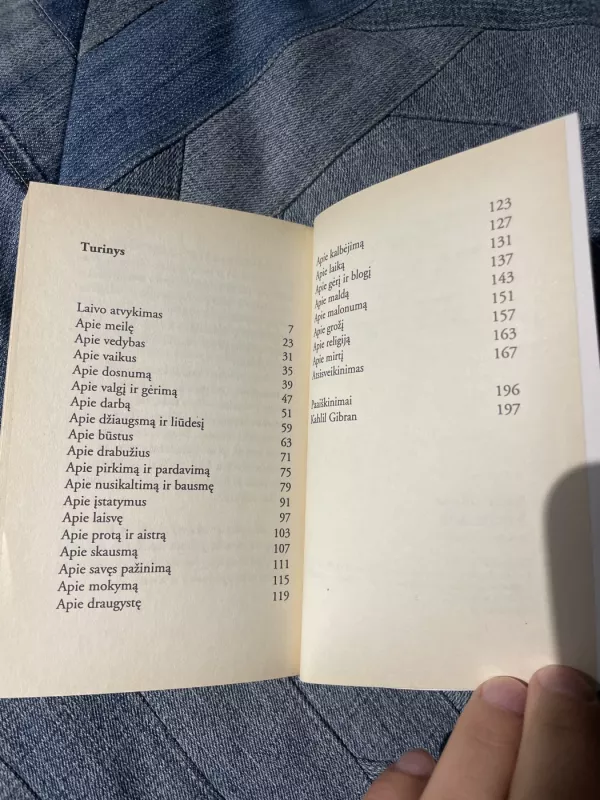 Turinys
Laivo atvykimas 7
Apie meilę 23
Apie vedybas 31
Apie vaikus 35
Apie dosnumą 39
Apie valgį ir gėrimą 47
Apie darbą 51
Apie džiaugsmą ir liūdesį 59
Apie būstus 63
Apie drabužius 71
Apie pirkimą ir pardavimą 75
Apie nusikaltimą ir bausmę 79
Apie įstatymus 91
Apie laisvę 97
Apie protą ir aistrą 103
Apie skausmą 107
Apie savęs pažinimą 111
Apie mokymą 115
Apie draugystę 119
Apie kalbėjimą 123
Apie laiką 127
Apie gėrį ir blogį 131
Apie maldą 137
Apie malonumą 143
Apie grožį 151
Apie religiją 157
Apie mirtį 163
Atsisveikinimas 167
Paaiškinimai 196
Kahlil Gibran 197